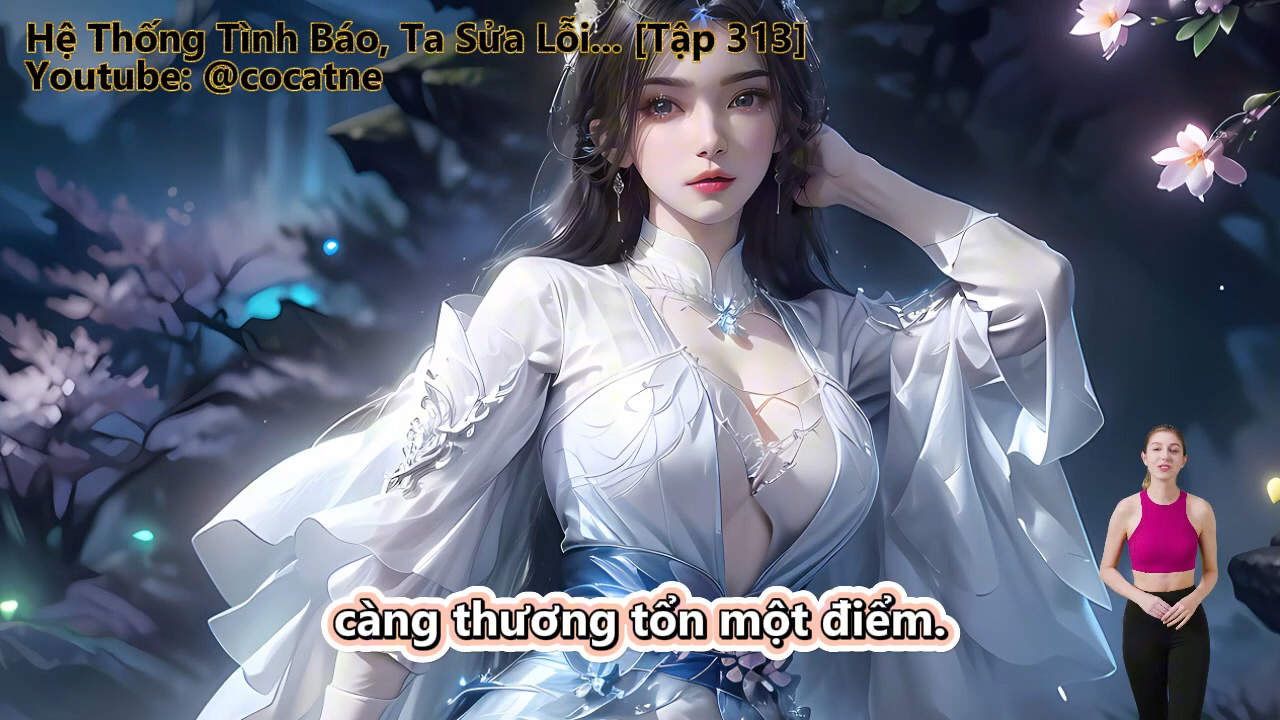 Hệ Thống Tình Báo, Ta Sửa Lỗi... [Tập 313]
Youtube: @cocatne
càng thương tổn một điểm.